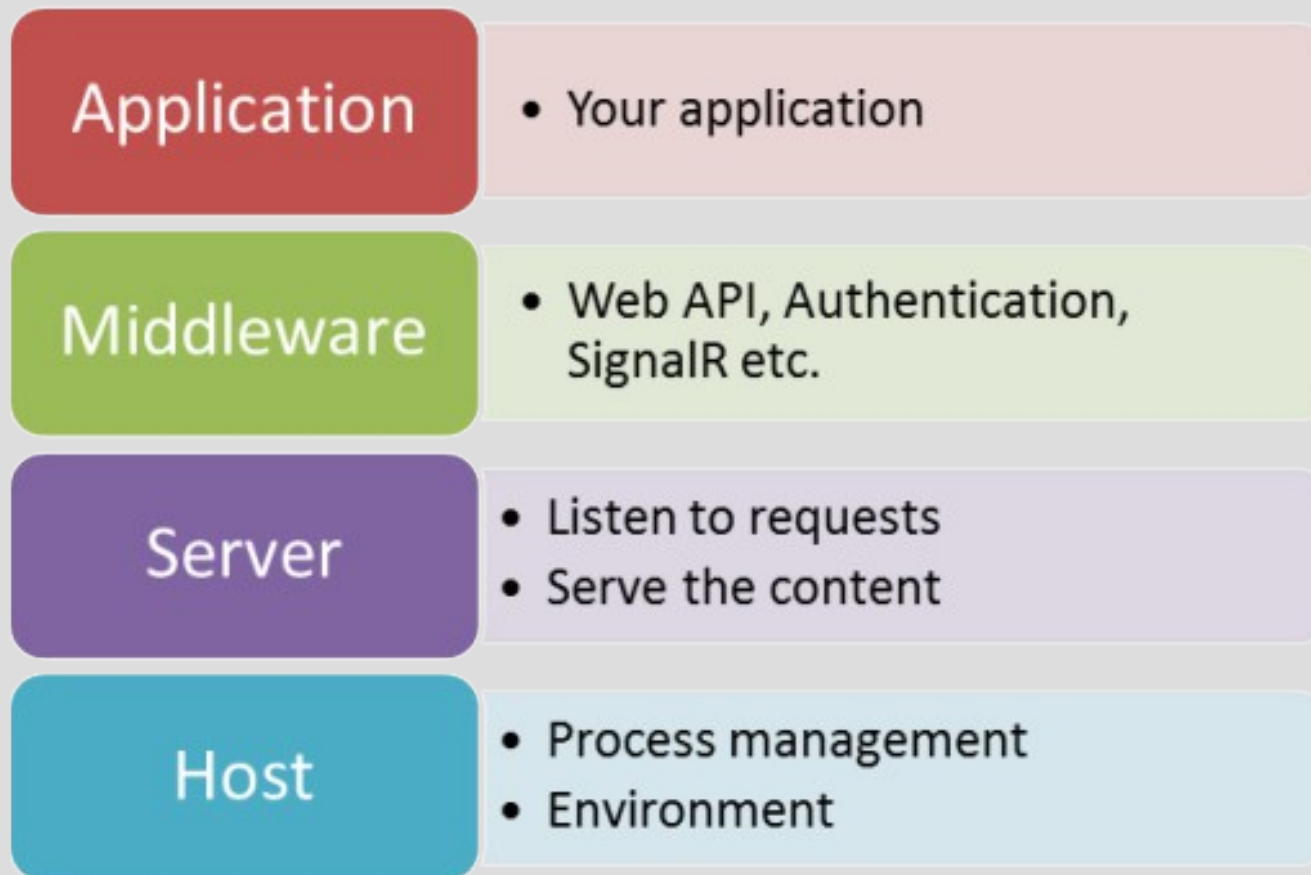 Application
• Your application
Middleware
• Web API, Authentication,
SignalR etc.
Server
• Listen to requests
• Serve the content
Host
• Process management
• Environment